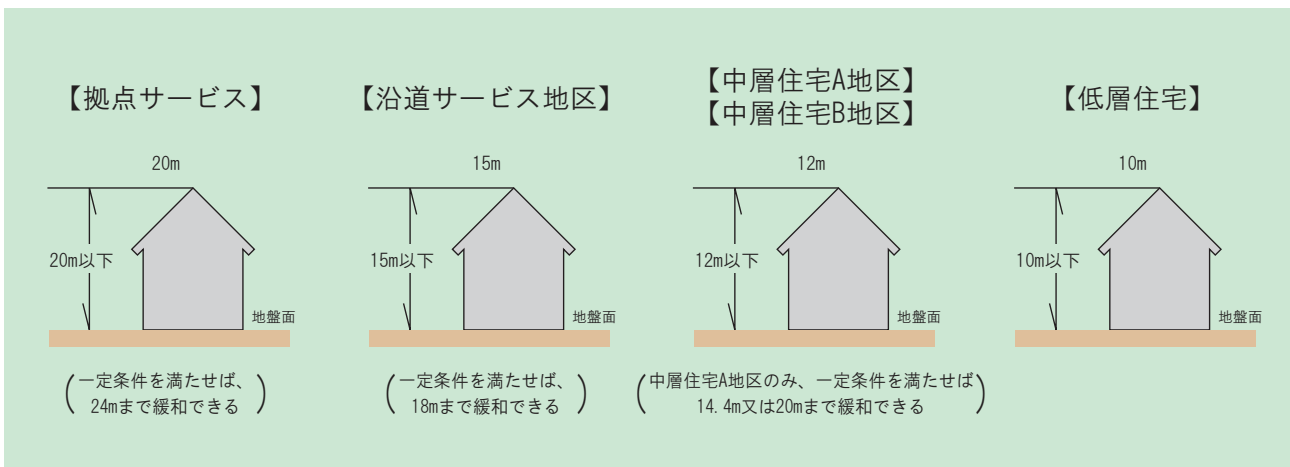 【拠点サービス】
20m
20m以下
地盤面
一定条件を満たせば、
24mまで緩和できる
【沿道サービス地区】
15m
15m以下
地盤面
一定条件を満たせば、
18mまで緩和できる
【中層住宅A地区】
【中層住宅B地区】
12m
12m以下
地盤面
中層住宅A地区のみ、一定条件を満たせば
14.4m又は20mまで緩和できる
【低層住宅】
10m
10m以下
地盤面